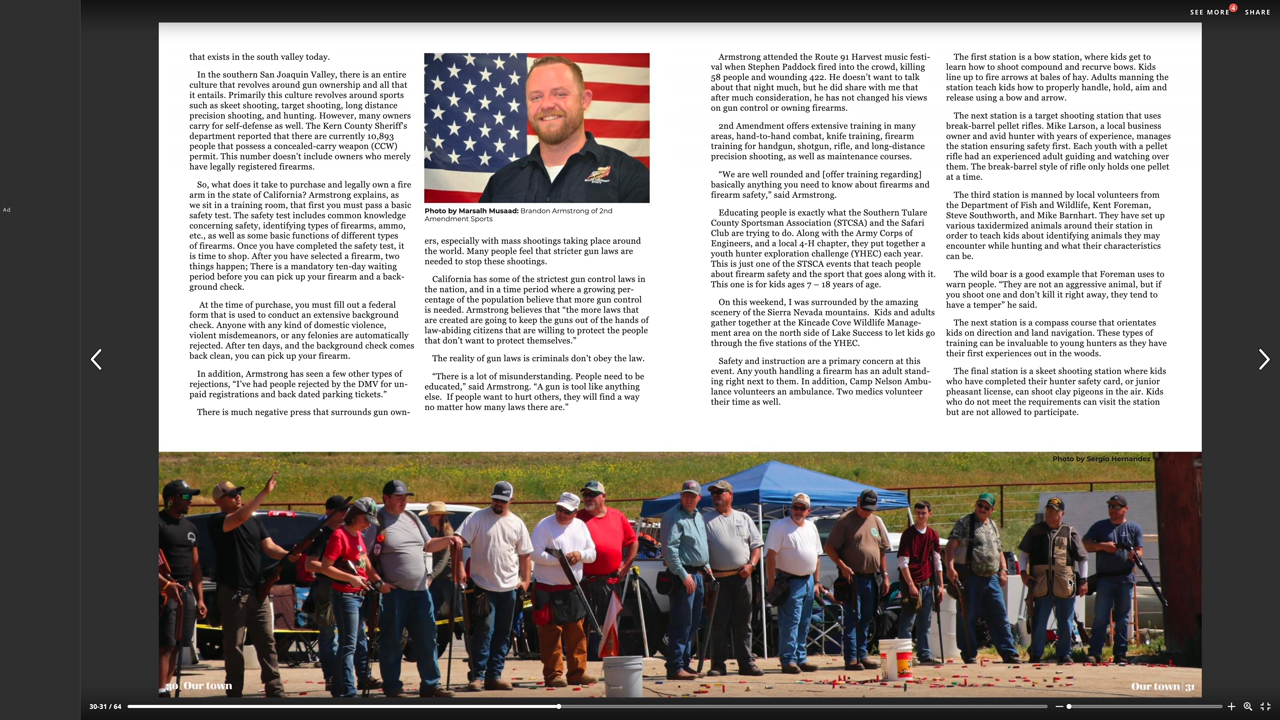 SEE MORE 4 SHARE
Ad
that exists in the south valley today.
In the southern San Joaquin Valley, there is an entire
culture that revolves around gun ownership and all that
it entails. Primarily this culture revolves around sports
such as skeet shooting, target shooting, long distance
precision shooting, and hunting. However, many owners
carry for self-defense as well. The Kern County Sheriff's
department reported that there are currently 10,893
people that possess a concealed-carry weapon (CCW)
permit. This number doesn't include owners who merely
have legally registered firearms.
So, what does it take to purchase and legally own a fire
arm in the state of California? Armstrong explains, as
we sit in a training room, that first you must pass a basic
safety test. The safety test includes common knowledge
concerning safety, identifying types of firearms, ammo,
etc., as well as some basic functions of different types
of firearms. Once you have completed the safety test, it
is time to shop. After you have selected a firearm, two
things happen; There is a mandatory ten-day waiting
period before you can pick up your firearm and a back-
ground check.
At the time of purchase, you must fill out a federal
form that is used to conduct an extensive background
check. Anyone with any kind of domestic violence,
violent misdemeanors, or any felonies are automatically
rejected. After ten days, and the background check comes
back clean, you can pick up your firearm.
In addition, Armstrong has seen a few other types of
rejections, “I've had people rejected by the DMV for un-
paid registrations and back dated parking tickets.”
There is much negative press that surrounds gun own-
Photo by Marsalh Musaad: Brandon Armstrong of 2nd
Amendment Sports
ers, especially with mass shootings taking place around
the world. Many people feel that stricter gun laws are
needed to stop these shootings.
California has some of the strictest gun control laws in
the nation, and in a time period where a growing per-
centage of the population believe that more gun control
is needed. Armstrong believes that “the more laws that
are created are going to keep the guns out of the hands of
law-abiding citizens that are willing to protect the people
that don't want to protect themselves.”
The reality of gun laws is criminals don't obey the law.
“There is a lot of misunderstanding. People need to be
educated,” said Armstrong. “A gun is tool like anything
else. If people want to hurt others, they will find a way
no matter how many laws there are.”
Armstrong attended the Route 91 Harvest music festi-
val when Stephen Paddock fired into the crowd, killing
58 people and wounding 422. He doesn't want to talk
about that night much, but he did share with me that
after much consideration, he has not changed his views
on gun control or owning firearms.
2nd Amendment offers extensive training in many
areas, hand-to-hand combat, knife training, firearm
training for handgun, shotgun, rifle, and long-distance
precision shooting, as well as maintenance courses.
“We are well rounded and [offer training regarding]
basically anything you need to know about firearms and
firearm safety,” said Armstrong.
Educating people is exactly what the Southern Tulare
County Sportsman Association (STCSA) and the Safari
Club are trying to do. Along with the Army Corps of
Engineers, and a local 4-H chapter, they put together a
youth hunter exploration challenge (YHEC) each year.
This is just one of the STSCA events that teach people
about firearm safety and the sport that goes along with it.
This one is for kids ages 7 – 18 years of age.
On this weekend, I was surrounded by the amazing
scenery of the Sierra Nevada mountains. Kids and adults
gather together at the Kincade Cove Wildlife Manage-
ment area on the north side of Lake Success to let kids go
through the five stations of the YHEC.
Safety and instruction are a primary concern at this
event. Any youth handling a firearm has an adult stand-
ing right next to them. In addition, Camp Nelson Ambu-
lance volunteers an ambulance. Two medics volunteer
their time as well.
The first station is a bow station, where kids get to
learn how to shoot compound and recurve bows. Kids
line up to fire arrows at bales of hay. Adults manning the
station teach kids how to properly handle, hold, aim and
release using a bow and arrow.
The next station is a target shooting station that uses
break-barrel pellet rifles. Mike Larson, a local business
owner and avid hunter with years of experience, manages
the station ensuring safety first. Each youth with a pellet
rifle had an experienced adult guiding and watching over
them. The break-barrel style of rifle only holds one pellet
at a time.
The third station is manned by local volunteers from
the Department of Fish and Wildlife, Kent Foreman,
Steve Southworth, and Mike Barnhart. They have set up
various taxidermized animals around their station in
order to teach kids about identifying animals they may
encounter while hunting and what their characteristics
can be.
The wild boar is a good example that Foreman uses to
warn people. “They are not an aggressive animal, but if
you shoot one and don't kill it right away, they tend to
have a temper” he said.
The next station is a compass course that orientates
kids on direction and land navigation. These types of
training can be invaluable to young hunters as they have
their first experiences out in the woods.
The final station is a skeet shooting station where kids
who have completed their hunter safety card, or junior
pheasant license, can shoot clay pigeons in the air. Kids
who do not meet the requirements can visit the station
but are not allowed to participate.
Photo by Sergio Hernandez
30 | Our town
Our town | 31
30-31 / 64